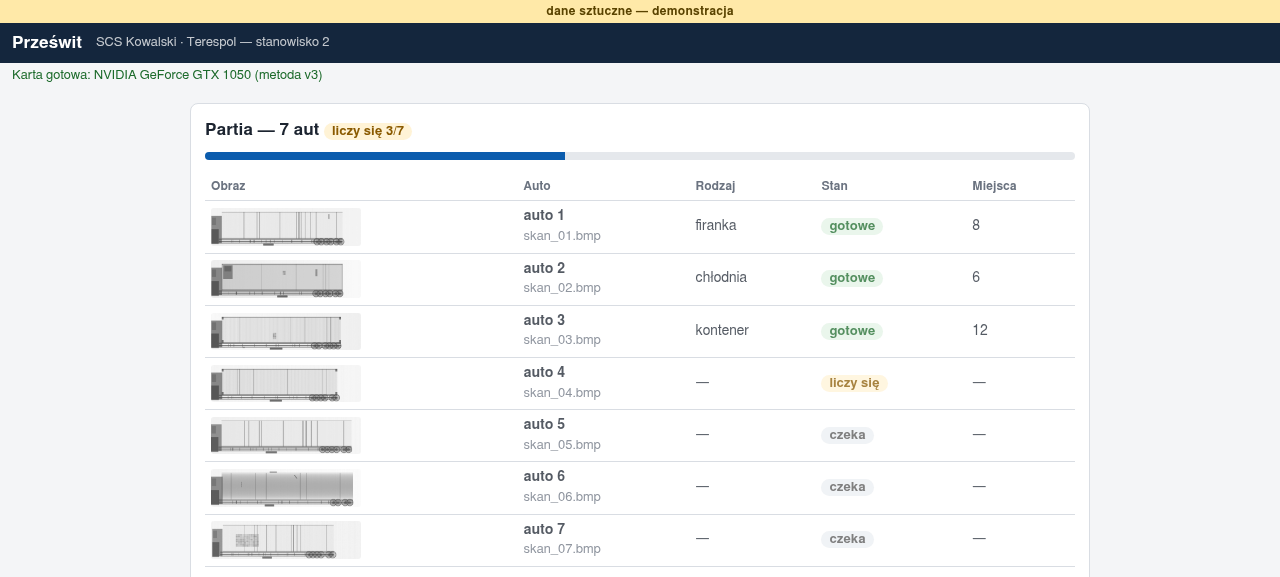 dane sztuczne — demonstracja
Prześwit SCS Kowalski · Terespol — stanowisko 2
Karta gotowa: NVIDIA GeForce GTX 1050 (metoda v3)
Partia — 7 aut liczy się 3/7
Obraz Auto Rodzaj Stan Miejsca
auto 1
skan_01.bmp
firanka gotowe 8
auto 2
skan_02.bmp
chłodnia gotowe 6
auto 3
skan_03.bmp
kontener gotowe 12
auto 4
skan_04.bmp
— liczy się —
auto 5
skan_05.bmp
— czeka —
auto 6
skan_06.bmp
— czeka —
auto 7
skan_07.bmp
— czeka —